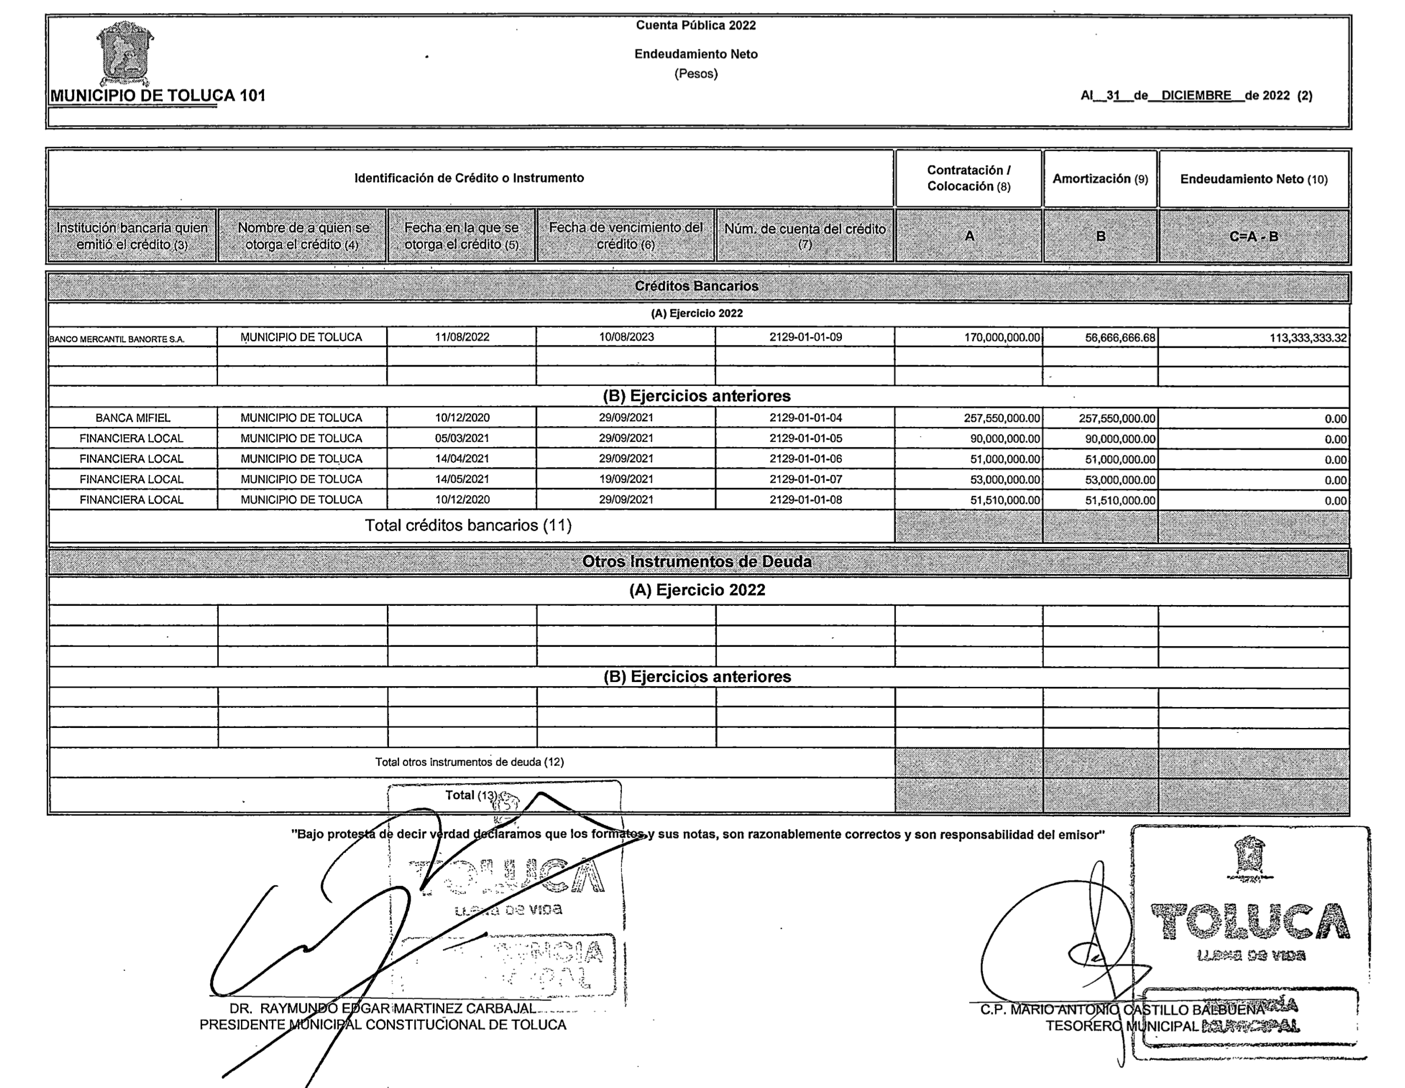 Cuenta Pública 2022
Endeudamiento Neto
(Pesos)
MUNICIPIO DE TOLUCA 101
Al__31__de__DICIEMBRE__de 2022 (2)
Identificación de Crédito o Instrumento
Contratación / Colocación (8)
Amortización (9)
Endeudamiento Neto (10)
Institución bancaria quien emitió el crédito (3)
Nombre de a quién se otorga el crédito (4)
Fecha en la que se otorga el crédito (5)
Fecha de vencimiento del crédito (6)
Núm. de cuenta del crédito (7)
A
B
C=A - B
Créditos Bancarios
(A) Ejercicio 2022
BANCO MERCANTIL BANORTE S.A. MUNICIPIO DE TOLUCA 11/08/2022 10/08/2023 2129-01-01-09 170,000,000.00 56,666,666.68 113,333,333.32
(B) Ejercicios anteriores
BANCA MIFIEL MUNICIPIO DE TOLUCA 10/12/2020 29/09/2021 2129-01-01-04 257,550,000.00 257,550,000.00 0.00
FINANCIERA LOCAL MUNICIPIO DE TOLUCA 05/03/2021 29/09/2021 2129-01-01-05 90,000,000.00 90,000,000.00 0.00
FINANCIERA LOCAL MUNICIPIO DE TOLUCA 14/04/2021 29/09/2021 2129-01-01-06 51,000,000.00 51,000,000.00 0.00
FINANCIERA LOCAL MUNICIPIO DE TOLUCA 14/05/2021 19/09/2021 2129-01-01-07 53,000,000.00 53,000,000.00 0.00
FINANCIERA LOCAL MUNICIPIO DE TOLUCA 10/12/2020 29/09/2021 2129-01-01-08 51,510,000.00 51,510,000.00 0.00
Total créditos bancarios (11)
Otros Instrumentos de Deuda
(A) Ejercicio 2022
(B) Ejercicios anteriores
Total otros instrumentos de deuda (12)
Total (13)
"Bajo protesta de decir verdad declaramos que los formatos y sus notas, son razonablemente correctos y son responsabilidad del emisor"
TOLUCA
LLENA DE VIDA
TOLUCA
LLENA DE VIDA
DR. RAYMUNDO EDGAR MARTINEZ CARBAJAL
PRESIDENTE MUNICIPAL CONSTITUCIONAL DE TOLUCA
C.P. MARIO ANTONIO CASTILLO BALBUENA
TESORERO MUNICIPAL
MUNICIPAL